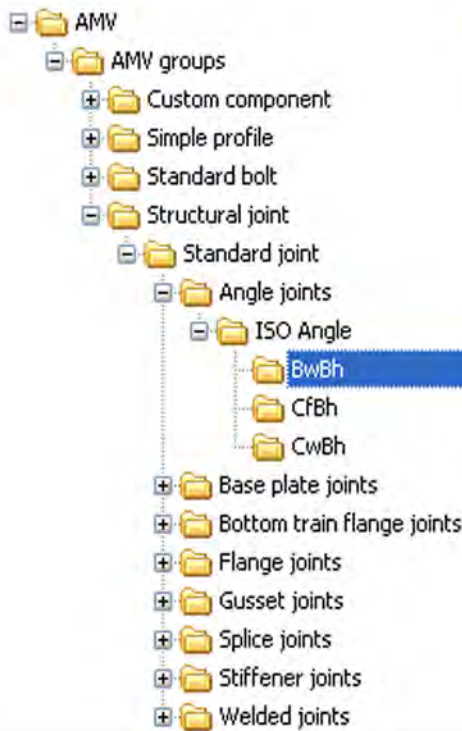 AMV
AMV groups
Custom component
Simple profile
Standard bolt
Structural joint
Standard joint
Angle joints
ISO Angle
BwBh
CfBh
CwBh
Base plate joints
Bottom train flange joints
Flange joints
Gusset joints
Splice joints
Stiffener joints
Welded joints